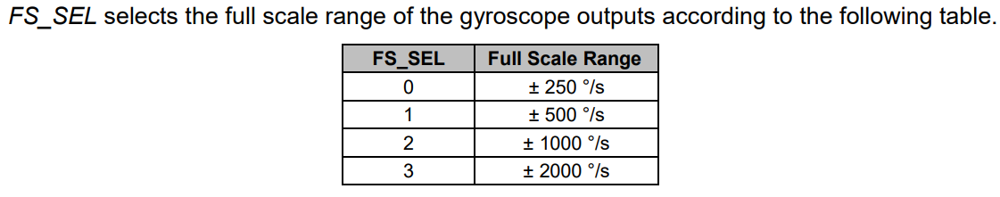 FS_SEL selects the full scale range of the gyroscope outputs according to the following table.
FS_SEL Full Scale Range
0 ± 250 °/s
1 ± 500 °/s
2 ± 1000 °/s
3 ± 2000 °/s